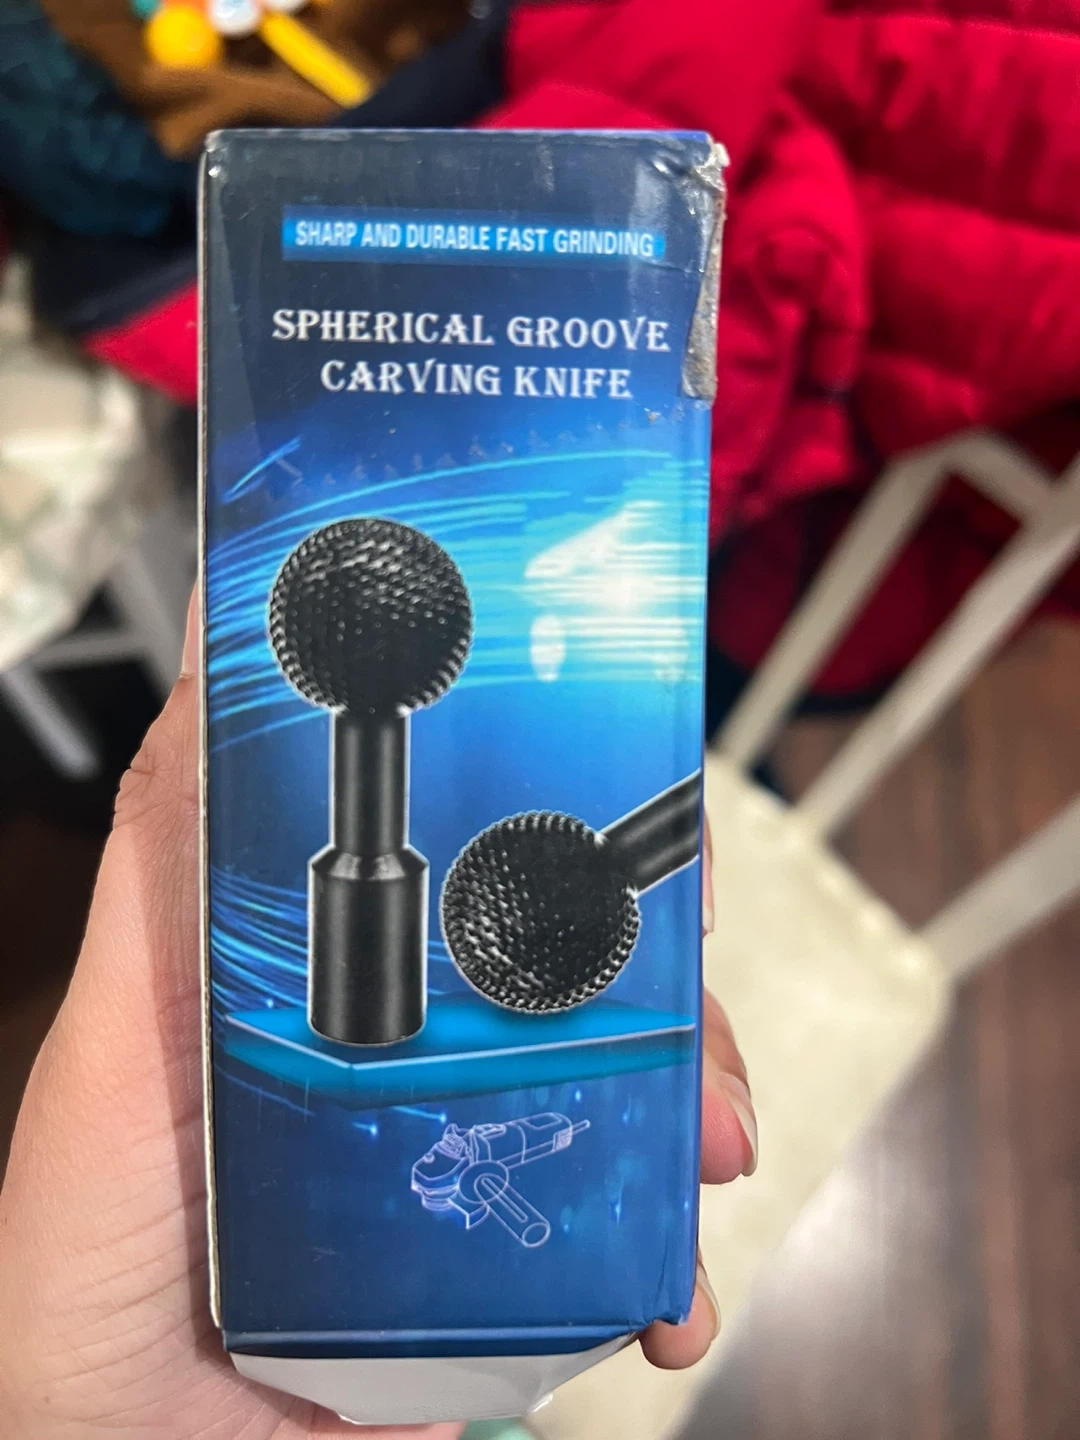 SHARP AND DURABLE FAST GRINDING
SPHERICAL GROOVE
CARVING KNIFE